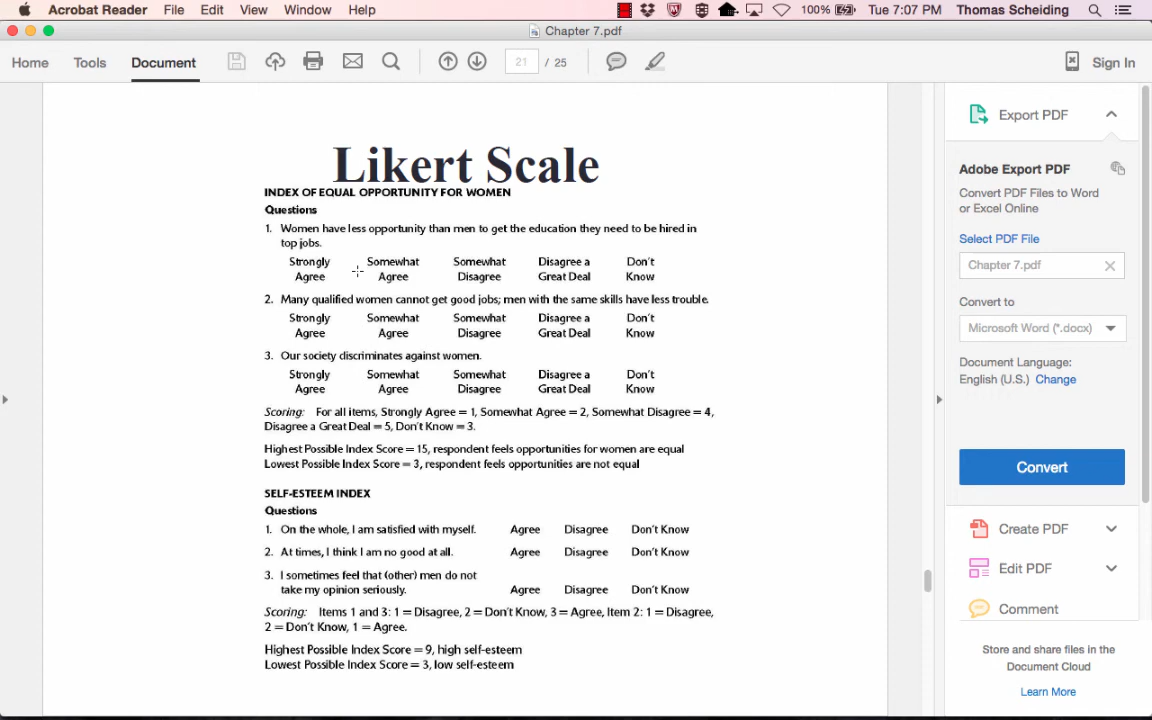 Acrobat Reader File Edit View Window Help 100% Tue 7:07 PM Thomas Scheiding
Chapter 7.pdf
Home Tools Document 21 / 25 Sign In
Likert Scale
INDEX OF EQUAL OPPORTUNITY FOR WOMEN
Questions
1. Women have less opportunity than men to get the education they need to be hired in
top jobs.
Strongly Somewhat Somewhat Disagree a Don't
Agree Agree Disagree Great Deal Know
2. Many qualified women cannot get good jobs; men with the same skills have less trouble.
Strongly Somewhat Somewhat Disagree a Don't
Agree Agree Disagree Great Deal Know
3. Our society discriminates against women.
Strongly Somewhat Somewhat Disagree a Don't
Agree Agree Disagree Great Deal Know
Scoring: For all items, Strongly Agree = 1, Somewhat Agree = 2, Somewhat Disagree = 4,
Disagree a Great Deal = 5, Don't Know = 3.
Highest Possible Index Score = 15, respondent feels opportunities for women are equal
Lowest Possible Index Score = 3, respondent feels opportunities are not equal
SELF-ESTEEM INDEX
Questions
1. On the whole, I am satisfied with myself. Agree Disagree Don't Know
2. At times, I think I am no good at all. Agree Disagree Don't Know
3. I sometimes feel that (other) men do not
take my opinion seriously. Agree Disagree Don't Know
Scoring: Items 1 and 3: 1 = Disagree, 2 = Don't Know, 3 = Agree, Item 2: 1 = Disagree,
2 = Don't Know, 1 = Agree.
Highest Possible Index Score = 9, high self-esteem
Lowest Possible Index Score = 3, low self-esteem
Export PDF
Adobe Export PDF
Convert PDF Files to Word
or Excel Online
Select PDF File
Chapter 7.pdf
Convert to
Microsoft Word (*.docx)
Document Language:
English (U.S.) Change
Convert
Create PDF
Edit PDF
Comment
Store and share files in the
Document Cloud
Learn More